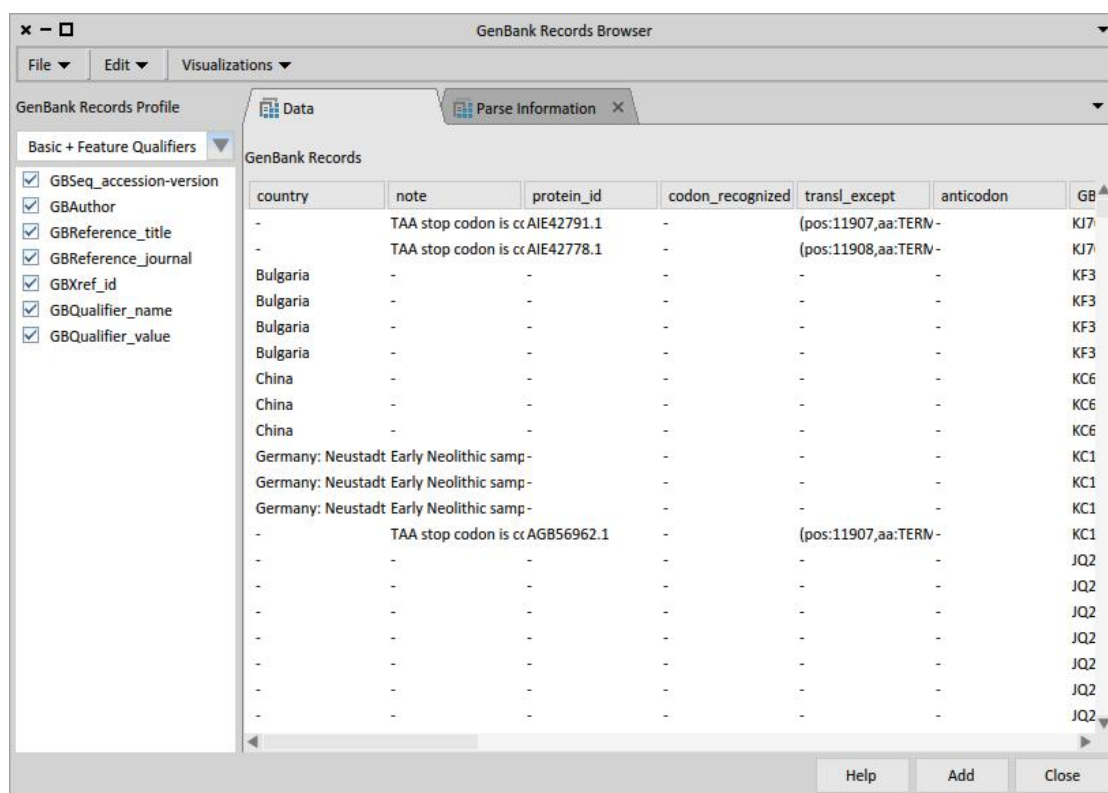 GenBank Records Browser
File Edit Visualizations
GenBank Records Profile
Basic + Feature Qualifiers
GBSeq_accession-version
GBAuthor
GBReference_title
GBReference_journal
GBXref_id
GBQualifier_name
GBQualifier_value
Data Parse Information
GenBank Records
country note protein_id codon_recognized transl_except anticodon GB
- TAA stop codon is cc AIE42791.1 - (pos:11907,aa:TERM - KJ7
- TAA stop codon is cc AIE42778.1 - (pos:11908,aa:TERM - KJ7
Bulgaria - - - - - KF3
Bulgaria - - - - - KF3
Bulgaria - - - - - KF3
Bulgaria - - - - - KF3
China - - - - - KC6
China - - - - - KC6
China - - - - - KC6
Germany: Neustadt Early Neolithic samp - - - - KC1
Germany: Neustadt Early Neolithic samp - - - - KC1
Germany: Neustadt Early Neolithic samp - - - - KC1
- TAA stop codon is cc AGB56962.1 - (pos:11907,aa:TERM - KC1
- - - - - - JQ2
- - - - - - JQ2
- - - - - - JQ2
- - - - - - JQ2
- - - - - - JQ2
- - - - - - JQ2
- - - - - - JQ2
Help Add Close